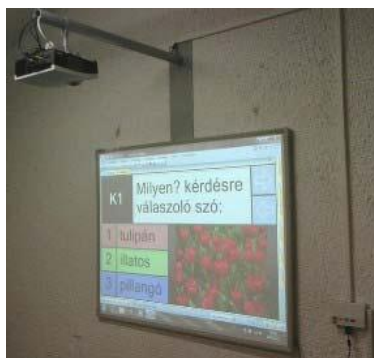 K1
Milyen? kérdésre
válaszoló szó:
1 tulipán
2 illatos
3 pillangó